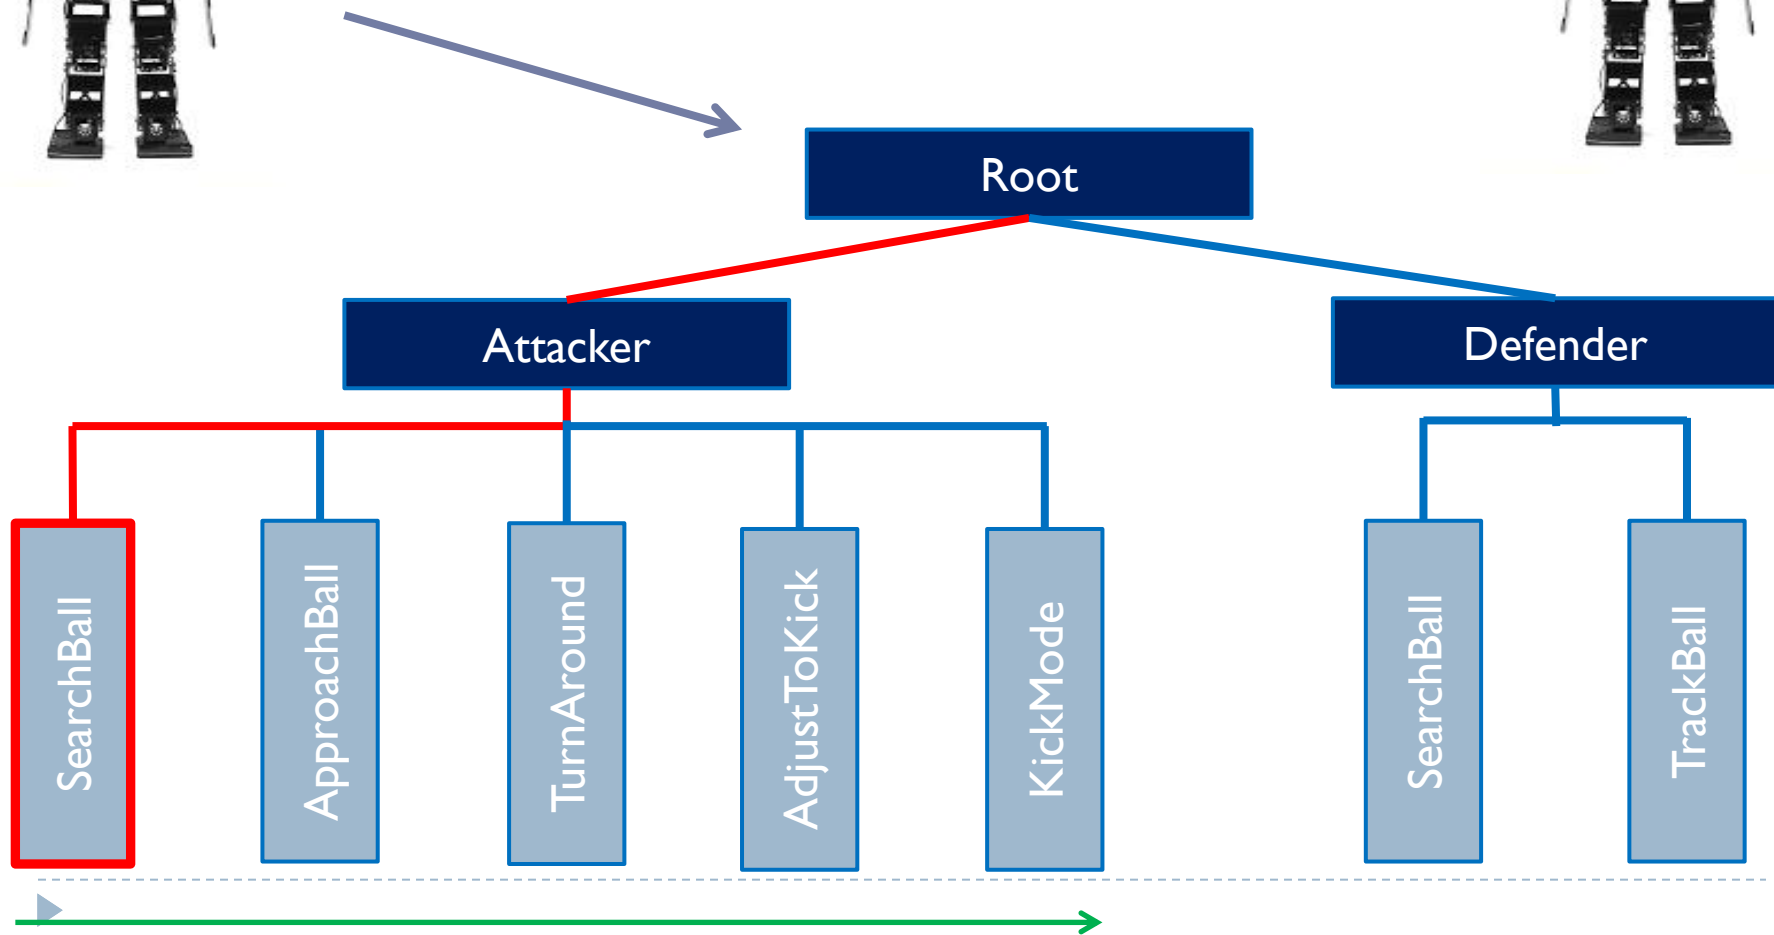 Root
Attacker
Defender
SearchBall
ApproachBall
TurnAround
AdjustToKick
KickMode
SearchBall
TrackBall